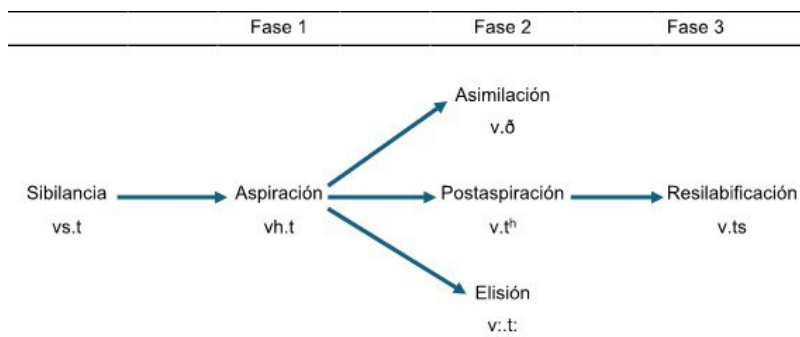 Fase 1 Fase 2 Fase 3
Asimilación
v.ð
Sibilancia Aspiración Postaspiración Resilabificación
vs.t vh.t v.tʰ v.ts
Elisión
v:.t: